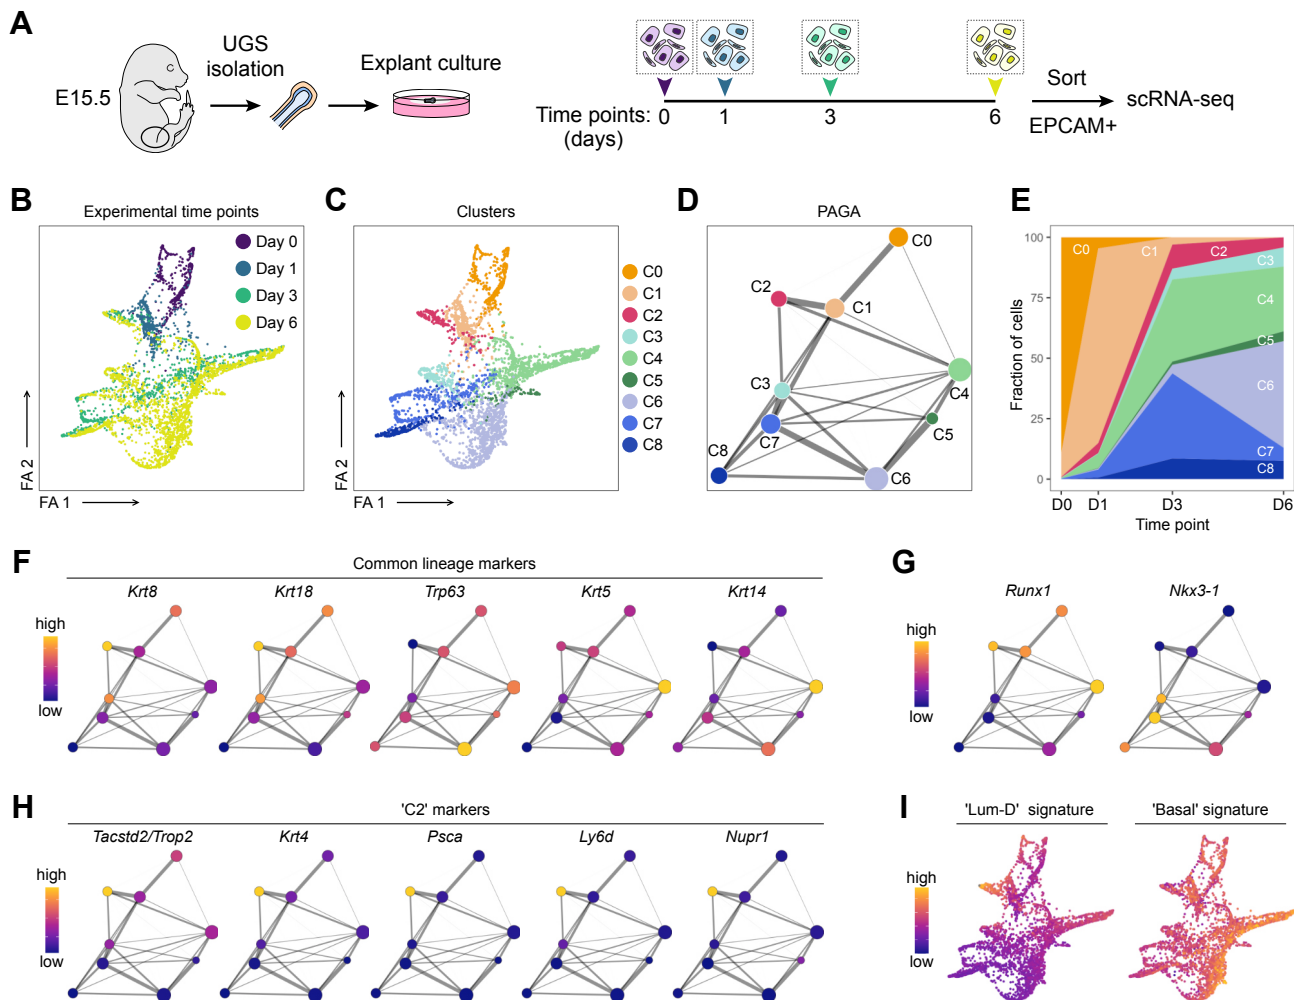 A
E15.5
UGS
isolation
Explant culture
Time points:
(days)
0
1
3
6
Sort
EPCAM+
scRNA-seq
B
Experimental time points
Day 0
Day 1
Day 3
Day 6
FA 2
FA 1
C
Clusters
C0
C1
C2
C3
C4
C5
C6
C7
C8
FA 2
FA 1
D
PAGA
C0
C2
C1
C3
C4
C7
C5
C8
C6
E
Fraction of cells
100
75
50
25
0
C0
C1
C2
C3
C4
C5
C6
C7
C8
D0
D1
D3
D6
Time point
F
Common lineage markers
high
low
Krt8
Krt18
Trp63
Krt5
Krt14
G
high
low
Runx1
Nkx3-1
H
'C2' markers
high
low
Tacstd2/Trop2
Krt4
Psca
Ly6d
Nupr1
I
'Lum-D' signature
'Basal' signature
high
low